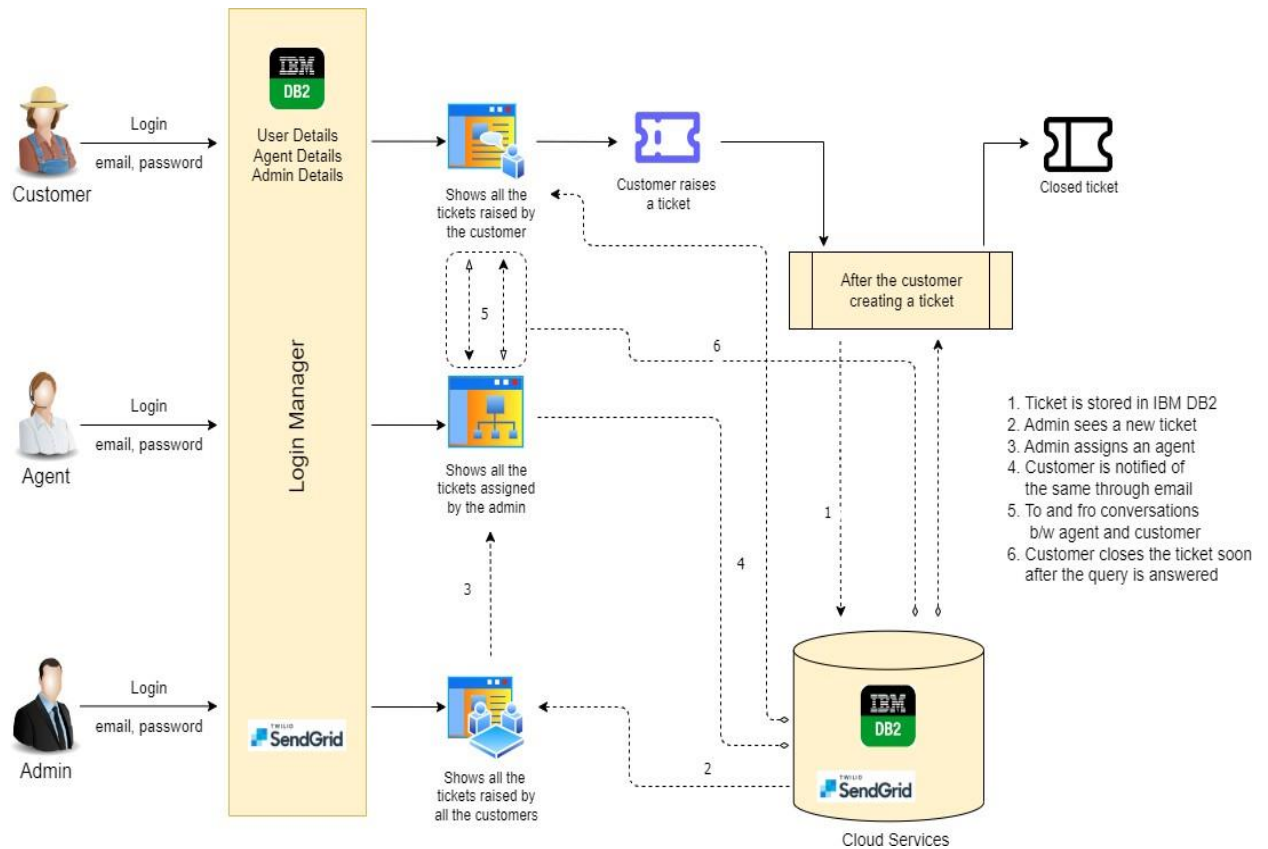 IBM
DB2
User Details
Agent Details
Admin Details
Login
email, password
Customer
Shows all the
tickets raised by
the customer
Customer raises
a ticket
Closed ticket
After the customer
creating a ticket
5
6
Login Manager
Login
email, password
Agent
Shows all the
tickets assigned
by the admin
1. Ticket is stored in IBM DB2
2. Admin sees a new ticket
3. Admin assigns an agent
4. Customer is notified of
the same through email
5. To and fro conversations
b/w agent and customer
6. Customer closes the ticket soon
after the query is answered
1
4
3
Login
email, password
Admin
TWILIO
SendGrid
Shows all the
tickets raised by
all the customers
2
IBM
DB2
TWILIO
SendGrid
Cloud Services